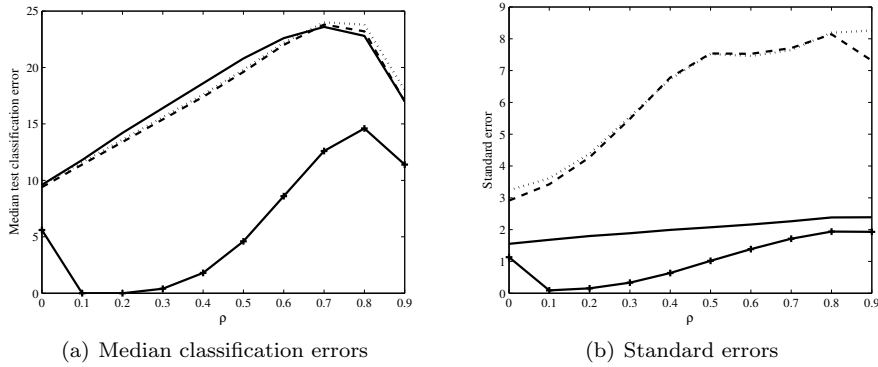 Median test classification error
25
20
15
10
5
0
0 0.1 0.2 0.3 0.4 0.5 0.6 0.7 0.8 0.9
ρ
(a) Median classification errors
Standard error
9
8
7
6
5
4
3
2
1
0
0 0.1 0.2 0.3 0.4 0.5 0.6 0.7 0.8 0.9
ρ
(b) Standard errors